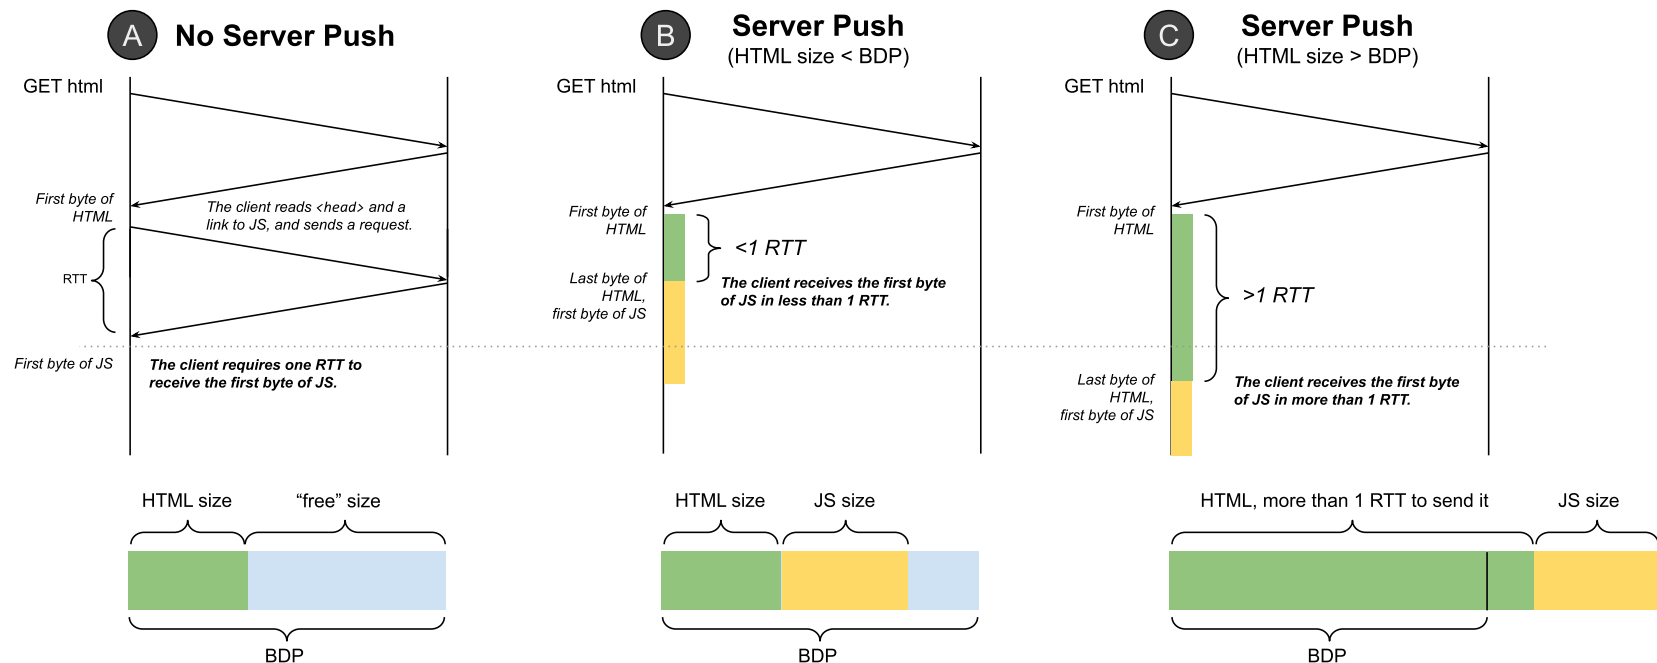 A
No Server Push
GET html
First byte of
HTML
The client reads <head> and a
link to JS, and sends a request.
RTT
First byte of JS
The client requires one RTT to
receive the first byte of JS.
HTML size
“free” size
BDP
B
Server Push
(HTML size < BDP)
GET html
First byte of
HTML
<1 RTT
Last byte of
HTML,
first byte of JS
The client receives the first byte
of JS in less than 1 RTT.
HTML size
JS size
BDP
C
Server Push
(HTML size > BDP)
GET html
First byte of
HTML
>1 RTT
Last byte of
HTML,
first byte of JS
The client receives the first byte
of JS in more than 1 RTT.
HTML, more than 1 RTT to send it
JS size
BDP